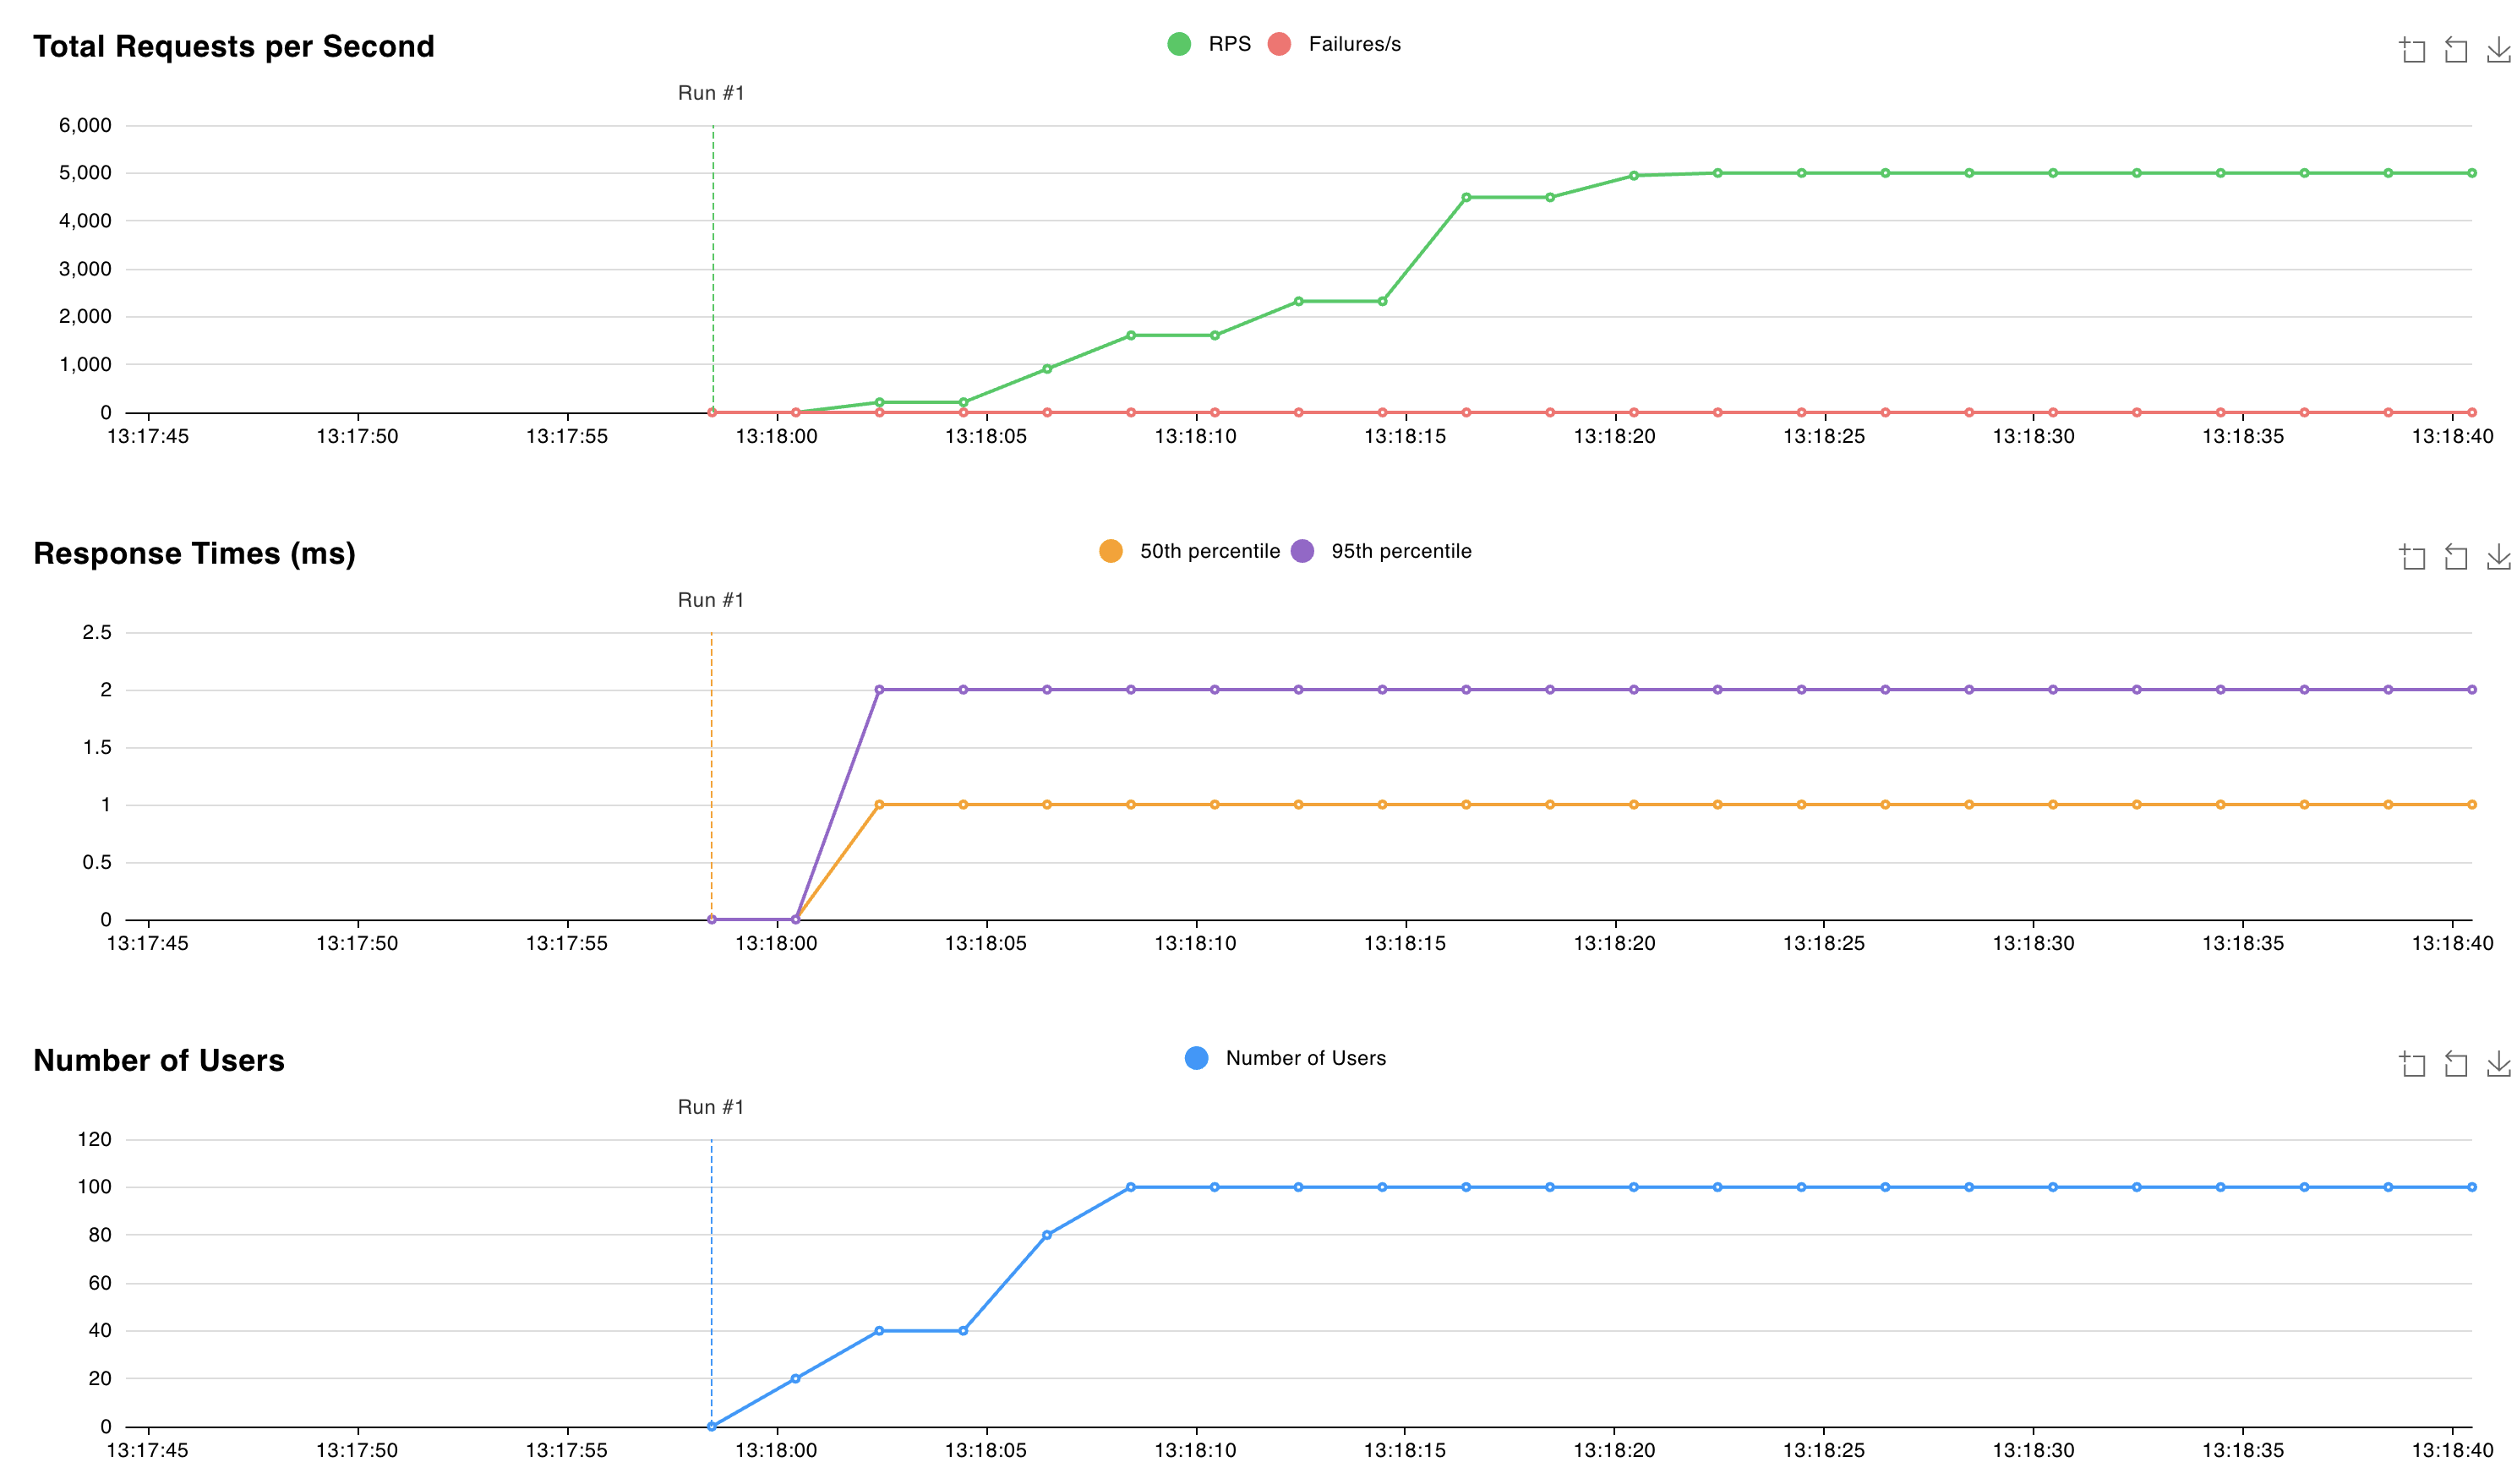 Total Requests per Second
RPS Failures/s
Run #1
6,000
5,000
4,000
3,000
2,000
1,000
0
13:17:45 13:17:50 13:17:55 13:18:00 13:18:05 13:18:10 13:18:15 13:18:20 13:18:25 13:18:30 13:18:35 13:18:40
Response Times (ms)
50th percentile 95th percentile
Run #1
2.5
2
1.5
1
0.5
0
13:17:45 13:17:50 13:17:55 13:18:00 13:18:05 13:18:10 13:18:15 13:18:20 13:18:25 13:18:30 13:18:35 13:18:40
Number of Users
Number of Users
Run #1
120
100
80
60
40
20
0
13:17:45 13:17:50 13:17:55 13:18:00 13:18:05 13:18:10 13:18:15 13:18:20 13:18:25 13:18:30 13:18:35 13:18:40